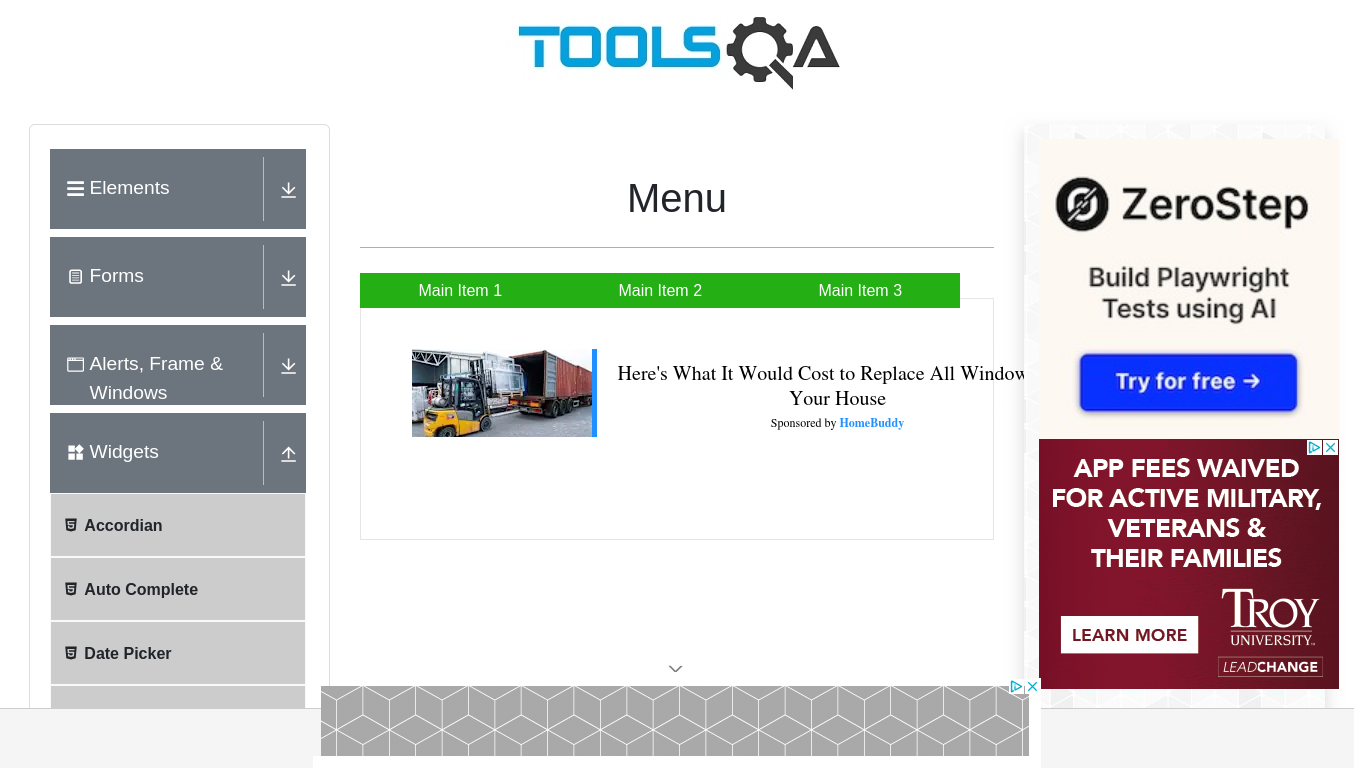 TOOLSQA
Elements
Forms
Alerts, Frame &
Windows
Widgets
Accordian
Auto Complete
Date Picker
Menu
Main Item 1
Main Item 2
Main Item 3
Here's What It Would Cost to Replace All Window
Your House
Sponsored by HomeBuddy
ZeroStep
Build Playwright
Tests using AI
Try for free →
APP FEES WAIVED
FOR ACTIVE MILITARY,
VETERANS &
THEIR FAMILIES
LEARN MORE
TROY
UNIVERSITY
LEADCHANGE